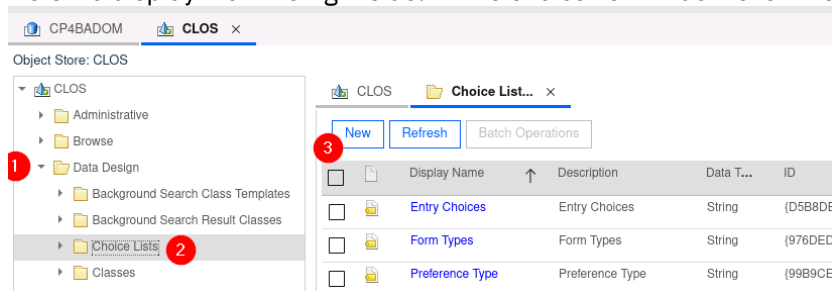 CP4BADOM CLOS ×
Object Store: CLOS
CLOS
Administrative
Browse
1 Data Design
Background Search Class Templates
Background Search Result Classes
Choice Lists 2
Classes
CLOS Choice List... ×
New Refresh Batch Operations
3
Display Name ↑ Description Data T... ID
Entry Choices Entry Choices String {D5B8DE
Form Types Form Types String {976DED
Preference Type Preference Type String {99B9CE